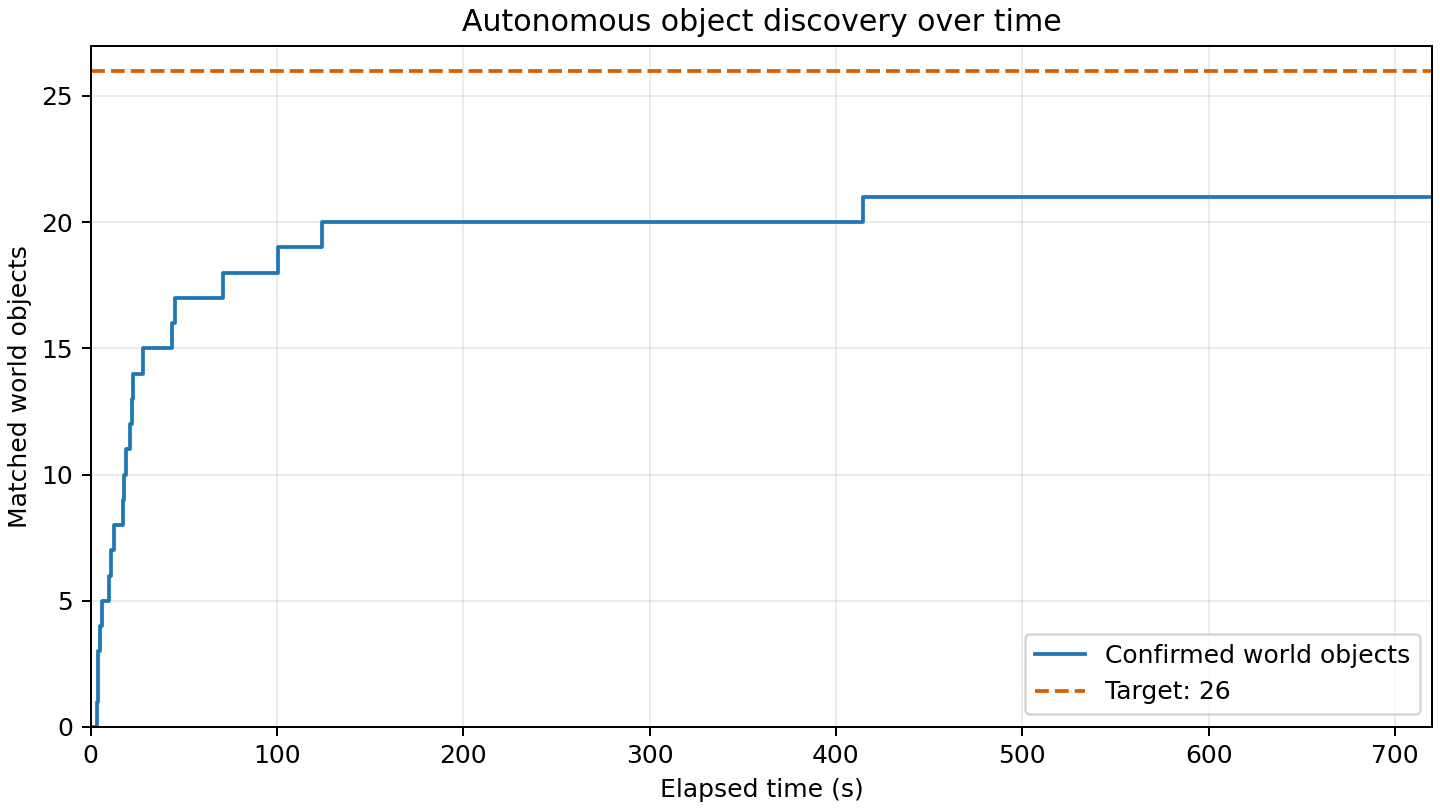 Autonomous object discovery over time
Matched world objects
25
20
15
10
5
0
0 100 200 300 400 500 600 700
Elapsed time (s)
Confirmed world objects
Target: 26